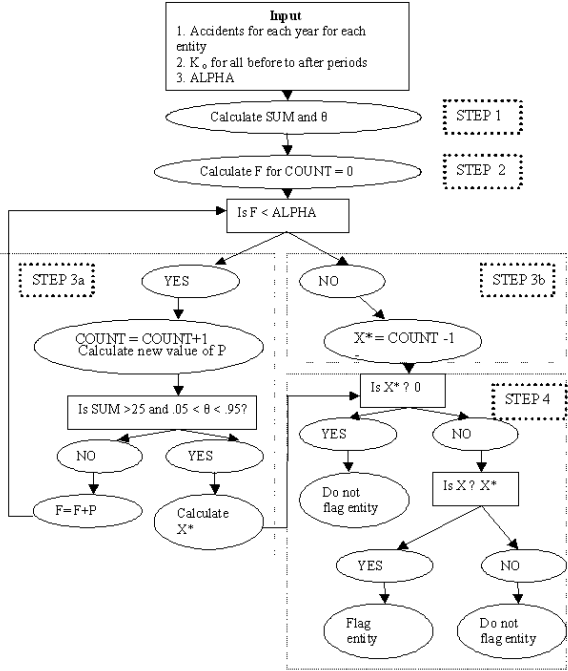 Input
1. Accidents for each year for each
entity
2. K₀ for all before to after periods
3. ALPHA
Calculate SUM and θ
STEP 1
Calculate F for COUNT = 0
STEP 2
Is F < ALPHA
STEP 3a
YES
NO
STEP 3b
COUNT = COUNT+1
Calculate new value of P
X* = COUNT -1
Is SUM >25 and .05 < θ < .95?
Is X* ? 0
STEP 4
NO
YES
YES
NO
F=F+P
Calculate
X*
Do not
flag entity
Is X ? X*
YES
NO
Flag
entity
Do not
flag entity